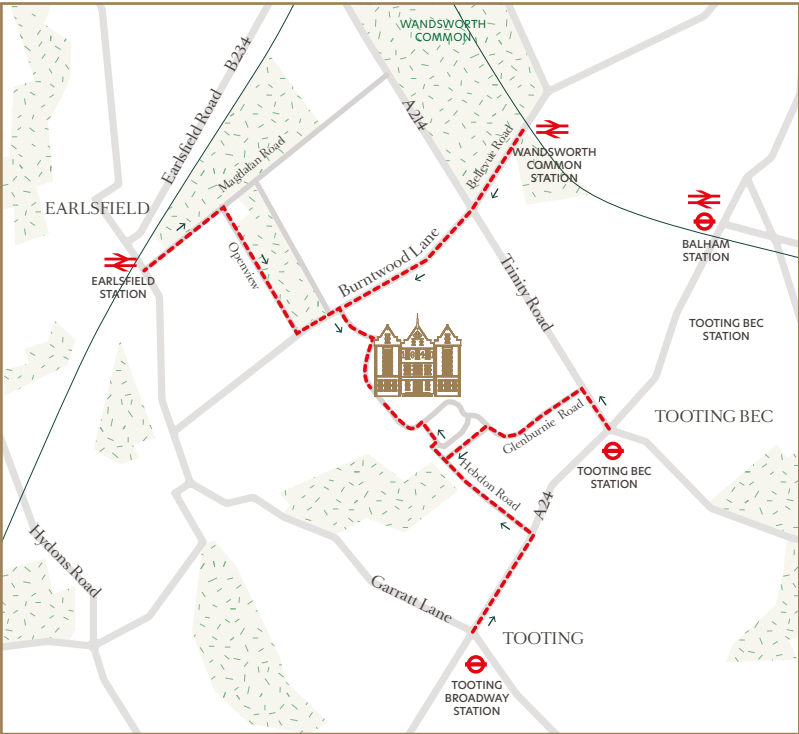 WANDSWORTH
COMMON
Earlsfield Road
B234
A214
Magdalan Road
Bellevue Road
WANDSWORTH
COMMON
STATION
EARLSFIELD
BALHAM
STATION
Openview
Burntwood Lane
EARLSFIELD
STATION
Trinity Road
TOOTING BEC
STATION
Glenburnie Road
TOOTING BEC
TOOTING BEC
STATION
Hebdon Road
A24
Hydons Road
Garratt Lane
TOOTING
TOOTING
BROADWAY
STATION